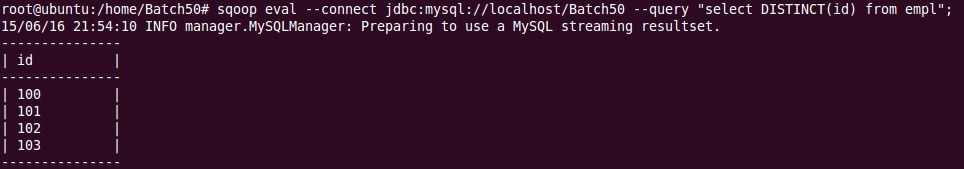 root@ubuntu:/home/Batch50# sqoop eval --connect jdbc:mysql://localhost/Batch50 --query "select DISTINCT(id) from empl";
15/06/16 21:54:10 INFO manager.MySQLManager: Preparing to use a MySQL streaming resultset.
---------------
| id          |
---------------
| 100         |
| 101         |
| 102         |
| 103         |
---------------